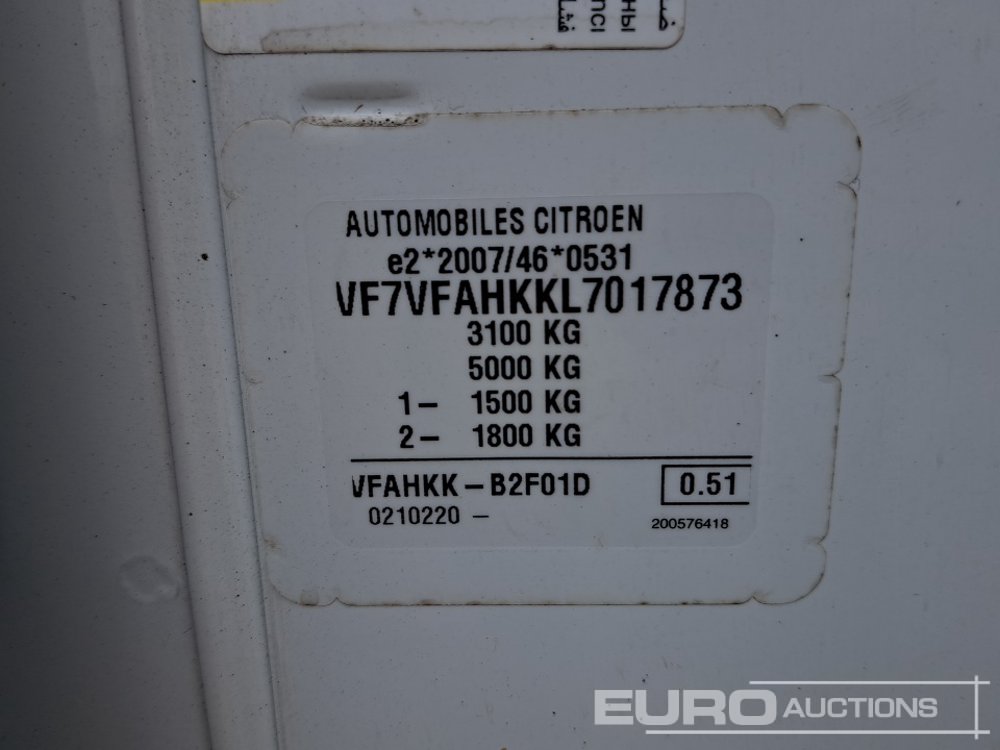 AUTOMOBILES CITROEN
e2*2007/46*0531
VF7VFAHKKL7017873
3100 KG
5000 KG
1- 1500 KG
2- 1800 KG
VFAHKK-B2F01D 0.51
0210220 - 200576418
EURO AUCTIONS